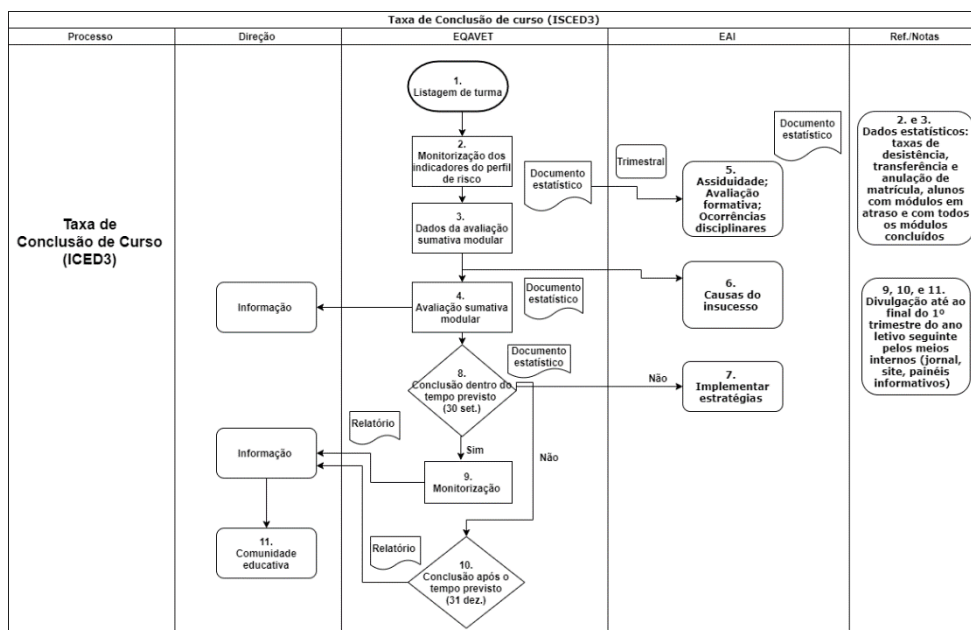 Taxa de Conclusão de curso (ISCED3)
Processo
Direção
EQAVET
EAI
Ref./Notas
Taxa de
Conclusão de Curso
(ICED3)
1.
Listagem de turma
2.
Monitorização dos
indicadores do perfil
de risco
3.
Dados da avaliação
sumativa modular
Documento
estatístico
Trimestral
Documento
estatístico
5.
Assiduidade;
Avaliação
formativa;
Ocorrências
disciplinares
2. e 3.
Dados estatísticos:
taxas de
desistência,
transferência e
anulação de
matrícula, alunos
com módulos em
atraso e com todos
os módulos
concluídos
Informação
4.
Avaliação sumativa
modular
Documento
estatístico
6.
Causas do
insucesso
9, 10, e 11.
Divulgação até ao
final do 1º
trimestre do ano
letivo seguinte
pelos meios
internos (jornal,
site, painéis
informativos)
Documento
estatístico
8.
Conclusão dentro do
tempo previsto
(30 set.)
Não
7.
Implementar
estratégias
Relatório
Sim
Não
Informação
9.
Monitorização
11.
Comunidade
educativa
Relatório
10.
Conclusão após o
tempo previsto
(31 dez.)